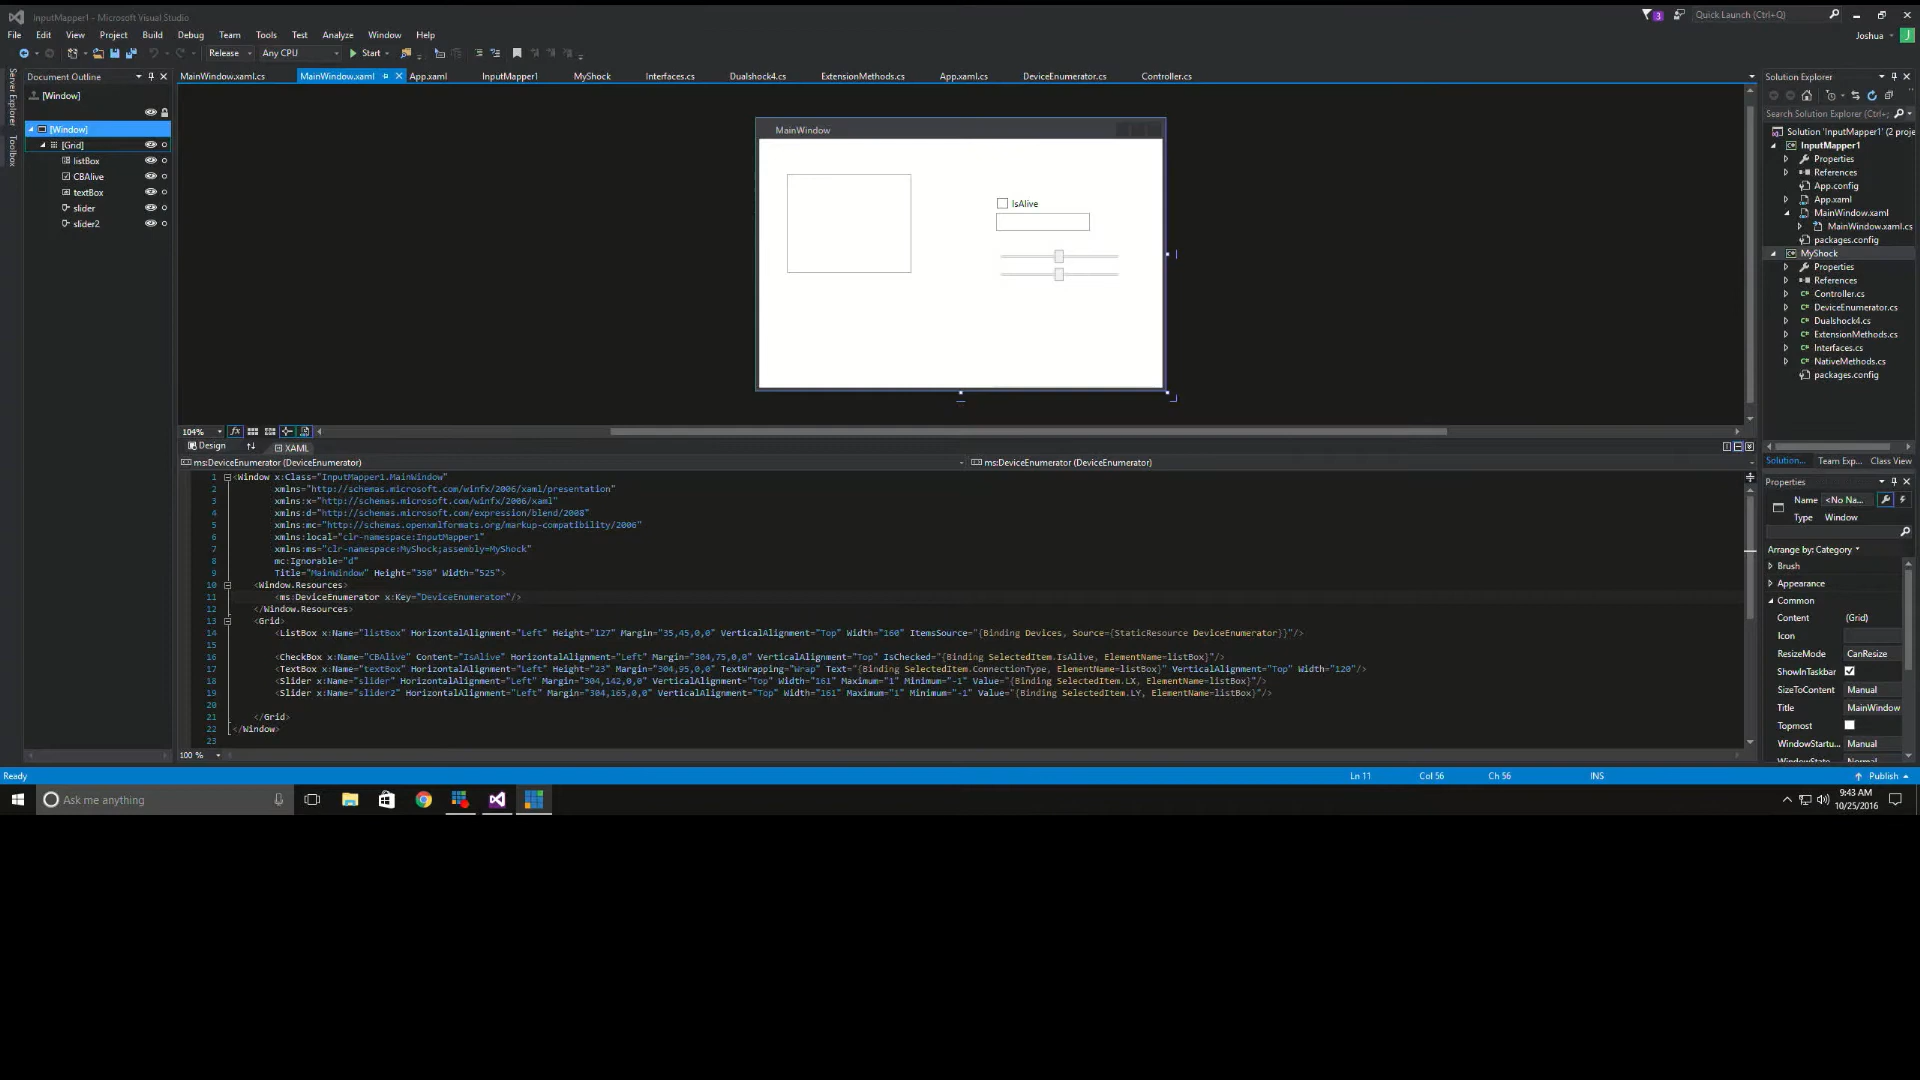 InputMapper1 - Microsoft Visual Studio
3
Quick Launch (Ctrl+Q)
File Edit View Project Build Debug Team Tools Test Analyze Window Help
Joshua J
Release Any CPU Start
Server Explorer
Toolbox
Document Outline
[Window]
[Window]
[Grid]
listBox
CBAlive
textBox
slider
slider2
MainWindow.xaml.cs MainWindow.xaml App.xaml InputMapper1 MyShock Interfaces.cs Dualshock4.cs ExtensionMethods.cs App.xaml.cs DeviceEnumerator.cs Controller.cs
MainWindow
IsAlive
104%
Design XAML
ms:DeviceEnumerator (DeviceEnumerator) ms:DeviceEnumerator (DeviceEnumerator)
1 <Window x:Class="InputMapper1.MainWindow"
2 xmlns="http://schemas.microsoft.com/winfx/2006/xaml/presentation"
3 xmlns:x="http://schemas.microsoft.com/winfx/2006/xaml"
4 xmlns:d="http://schemas.microsoft.com/expression/blend/2008"
5 xmlns:mc="http://schemas.openxmlformats.org/markup-compatibility/2006"
6 xmlns:local="clr-namespace:InputMapper1"
7 xmlns:ms="clr-namespace:MyShock;assembly=MyShock"
8 mc:Ignorable="d"
9 Title="MainWindow" Height="350" Width="525">
10 <Window.Resources>
11 <ms:DeviceEnumerator x:Key="DeviceEnumerator"/>
12 </Window.Resources>
13 <Grid>
14 <ListBox x:Name="listBox" HorizontalAlignment="Left" Height="127" Margin="35,45,0,0" VerticalAlignment="Top" Width="160" ItemsSource="{Binding Devices, Source={StaticResource DeviceEnumerator}}"/>
15
16 <CheckBox x:Name="CBAlive" Content="IsAlive" HorizontalAlignment="Left" Margin="304,75,0,0" VerticalAlignment="Top" IsChecked="{Binding SelectedItem.IsAlive, ElementName=listBox}"/>
17 <TextBox x:Name="textBox" HorizontalAlignment="Left" Height="23" Margin="304,95,0,0" TextWrapping="Wrap" Text="{Binding SelectedItem.ConnectionType, ElementName=listBox}" VerticalAlignment="Top" Width="120"/>
18 <Slider x:Name="slider" HorizontalAlignment="Left" Margin="304,142,0,0" VerticalAlignment="Top" Width="161" Maximum="1" Minimum="-1" Value="{Binding SelectedItem.LX, ElementName=listBox}"/>
19 <Slider x:Name="slider2" HorizontalAlignment="Left" Margin="304,165,0,0" VerticalAlignment="Top" Width="161" Maximum="1" Minimum="-1" Value="{Binding SelectedItem.LY, ElementName=listBox}"/>
20
21 </Grid>
22 </Window>
23
100 %
Solution Explorer
Search Solution Explorer (Ctrl+;
Solution 'InputMapper1' (2 proje
InputMapper1
Properties
References
App.config
App.xaml
MainWindow.xaml
MainWindow.xaml.cs
packages.config
MyShock
Properties
References
Controller.cs
DeviceEnumerator.cs
Dualshock4.cs
ExtensionMethods.cs
Interfaces.cs
NativeMethods.cs
packages.config
Solution... Team Exp... Class View
Properties
Name <No Na...
Type Window
Arrange by: Category
Brush
Appearance
Common
Content (Grid)
Icon
ResizeMode CanResize
ShowInTaskbar
SizeToContent Manual
Title MainWindow
Topmost
WindowStartu... Manual
WindowState Normal
Ready Ln 11 Col 56 Ch 56 INS Publish
Ask me anything
9:43 AM
10/25/2016